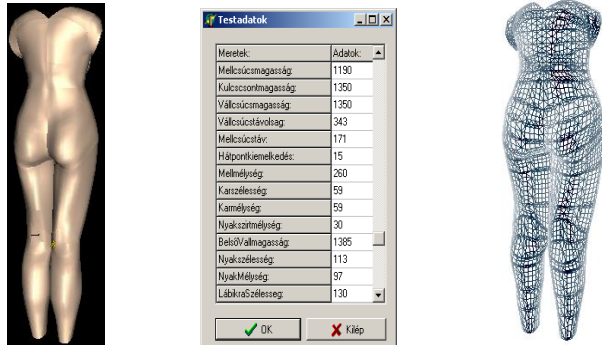 Testadatok
Meretek: Adatok:
Mellcsúcsmagasság: 1190
Kulcscsontmagasság: 1350
Vállcsúcsmagasság: 1350
Vállcsúcstávolsag: 343
Mellcsúcstáv: 171
Hátpontkiemelkedés: 15
Mellmélység: 260
Karszélesség: 59
Karmélység: 59
Nyakszirtmélység: 30
BelsőVallmagasság: 1385
Nyakszélesség: 113
NyakMélység: 97
LábikraSzélesseg: 130
OK Kilép